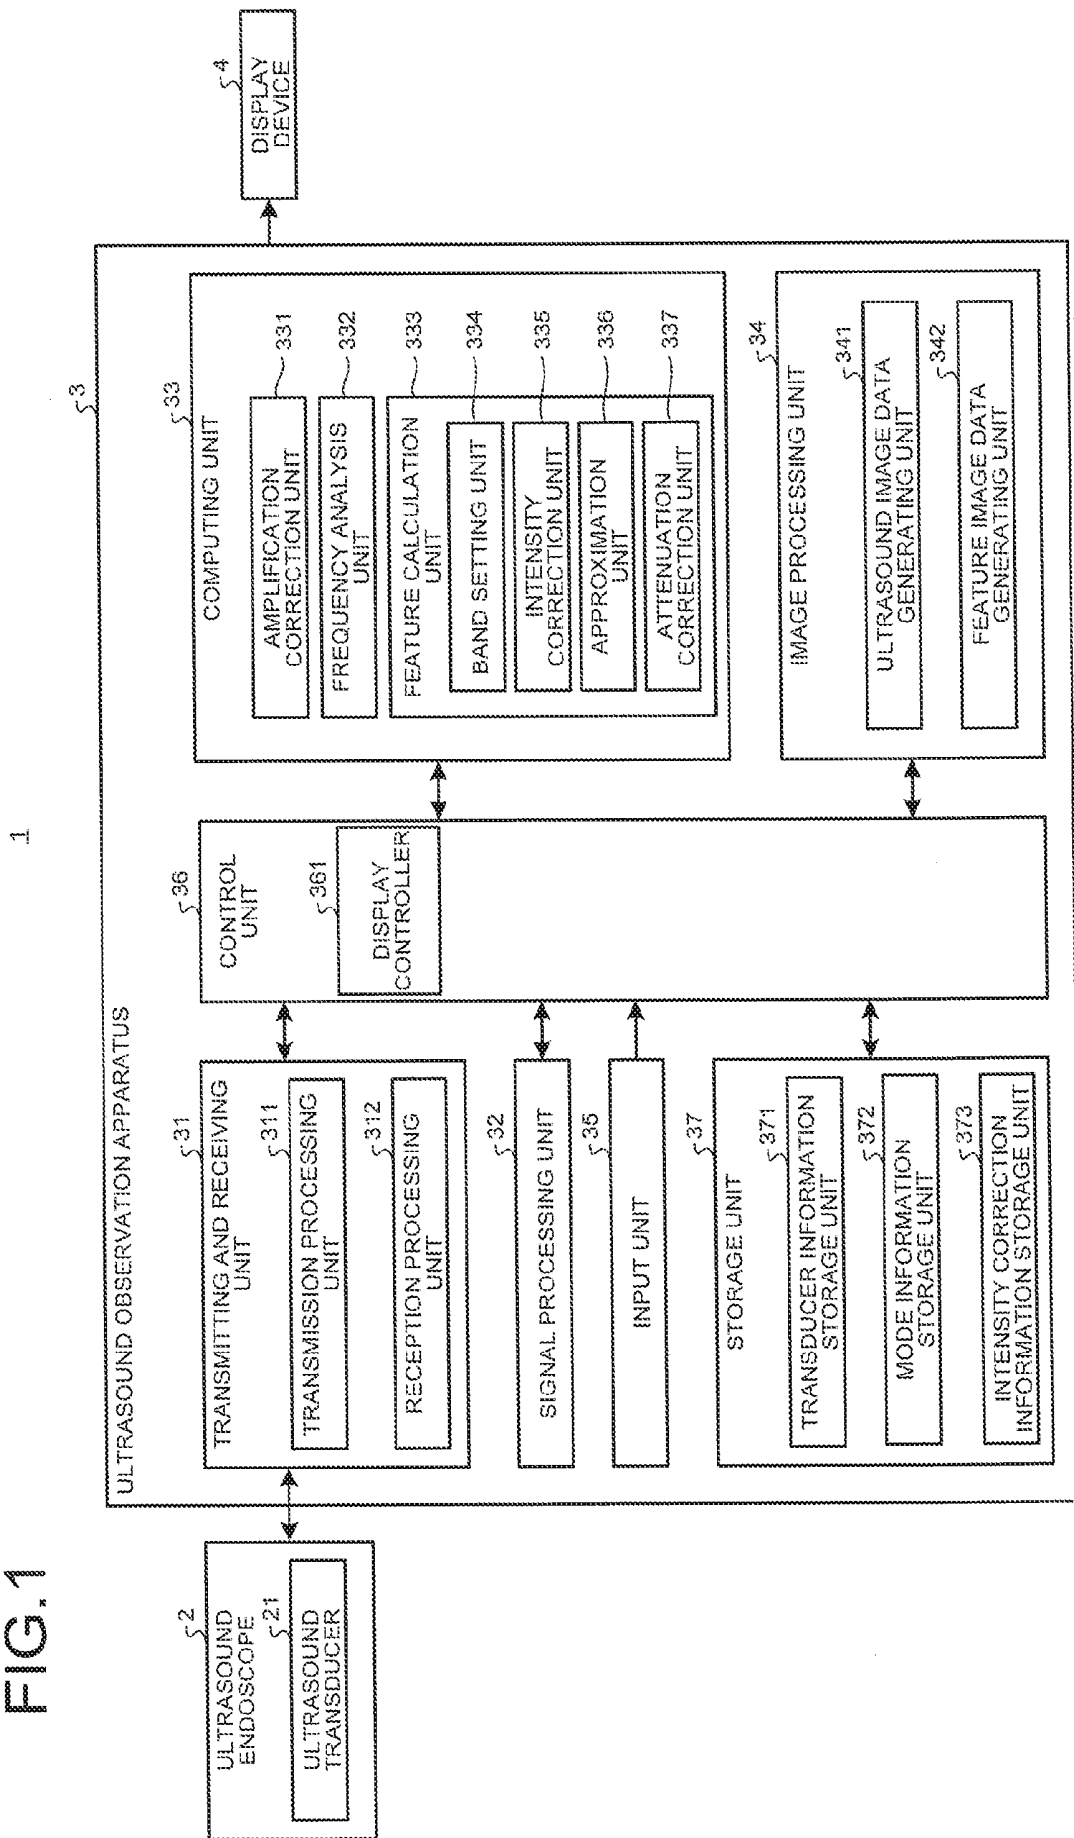 FIG.1
1
ULTRASOUND
ENDOSCOPE
2
ULTRASOUND
TRANSDUCER
21
ULTRASOUND OBSERVATION APPARATUS
3
TRANSMITTING AND RECEIVING
UNIT
31
TRANSMISSION PROCESSING
UNIT
311
RECEPTION PROCESSING
UNIT
312
SIGNAL PROCESSING UNIT
32
INPUT UNIT
35
STORAGE UNIT
37
TRANSDUCER INFORMATION
STORAGE UNIT
371
MODE INFORMATION
STORAGE UNIT
372
INTENSITY CORRECTION
INFORMATION STORAGE UNIT
373
CONTROL
UNIT
36
DISPLAY
CONTROLLER
361
COMPUTING UNIT
33
AMPLIFICATION
CORRECTION UNIT
331
FREQUENCY ANALYSIS
UNIT
332
FEATURE CALCULATION
UNIT
333
BAND SETTING UNIT
334
INTENSITY
CORRECTION UNIT
335
APPROXIMATION
UNIT
336
ATTENUATION
CORRECTION UNIT
337
IMAGE PROCESSING UNIT
34
ULTRASOUND IMAGE DATA
GENERATING UNIT
341
FEATURE IMAGE DATA
GENERATING UNIT
342
DISPLAY
DEVICE
4